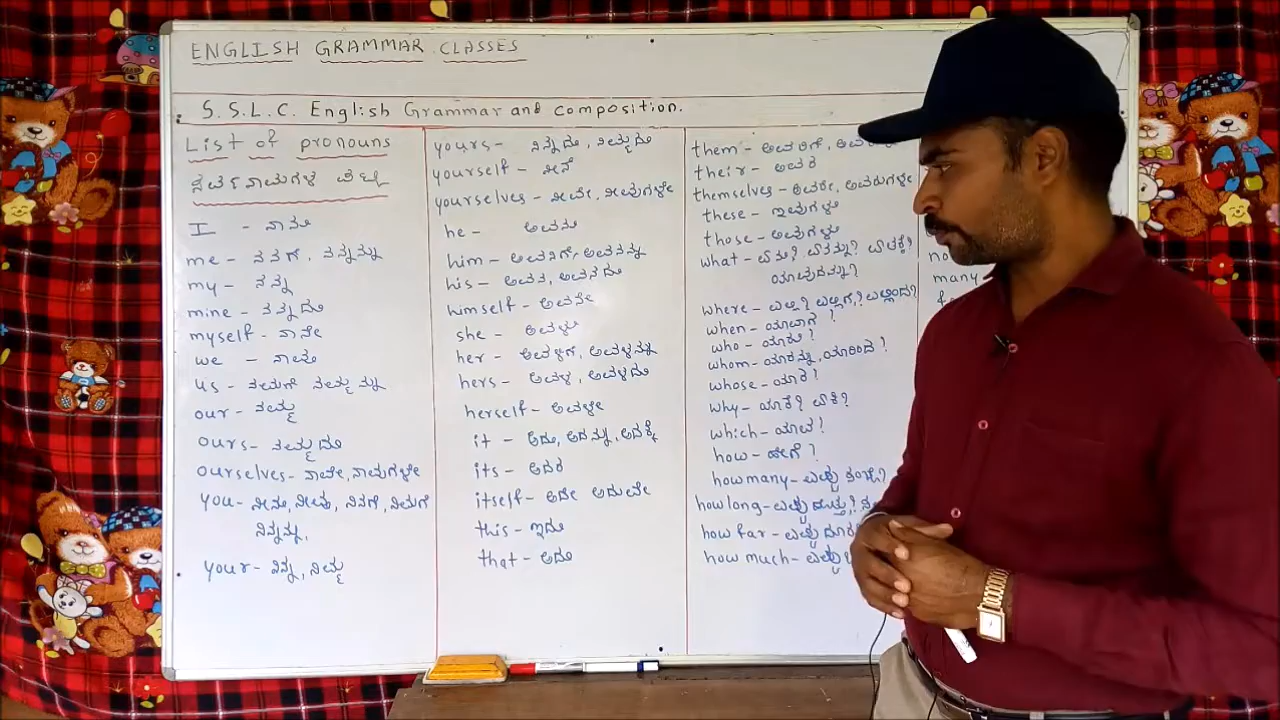 ENGLISH GRAMMAR CLASSES
S.S.L.C. English Grammar and composition.
List of pronouns
ಸರ್ವನಾಮಗಳ ಪಟ್ಟಿ
I - ನಾನು
me - ನನಗೆ, ನನ್ನನ್ನು
my - ನನ್ನ
mine - ನನ್ನದು
myself - ನಾನೇ
we - ನಾವು
us - ನಮಗೆ ನಮ್ಮನ್ನು
our - ನಮ್ಮ
ours - ನಮ್ಮದು
ourselves - ನಾವೇ, ನಾವುಗಳೇ
you - ನೀನು, ನೀವು, ನಿನಗೆ, ನಿಮಗೆ
ನಿನ್ನನ್ನು,
your - ನಿನ್ನ, ನಿಮ್ಮ
yours - ನಿನ್ನದು, ನಿಮ್ಮದು
yourself - ನೀನೆ
yourselves - ನೀವೇ, ನೀವುಗಳೇ
he - ಅವನು
him - ಅವನಿಗೆ, ಅವನನ್ನು
his - ಅವನ, ಅವನದು
himself - ಅವನೇ
she - ಅವಳು
her - ಅವಳಿಗೆ, ಅವಳನ್ನು
hers - ಅವಳ, ಅವಳದು
herself - ಅವಳೇ
it - ಅದು, ಅದನ್ನು, ಅದಕ್ಕೆ
its - ಅದರ
itself - ಅದೇ ಅದುವೇ
this - ಇದು
that - ಅದು
them - ಅವರಿಗೆ,
their - ಅವರ
themselves - ಅವರೇ, ಅವರುಗಳೇ
these - ಇವುಗಳು
those - ಅವುಗಳು
what - ಏನು? ಏನನ್ನು? ಏತಕ್ಕೆ?
ಯಾವುದನ್ನು?
where - ಎಲ್ಲಿ? ಎಲ್ಲಿಗೆ? ಎಲ್ಲಿಂದ?
when - ಯಾವಾಗ ?
who - ಯಾರು ?
whom - ಯಾರನ್ನು, ಯಾರಿಂದ ?
whose - ಯಾರ ?
why - ಯಾಕೆ? ಏಕೆ?
which - ಯಾವ ?
how - ಹೇಗೆ ?
how many - ಎಷ್ಟು
how long - ಎಷ್ಟು ಹೊತ್ತು?
how far - ಎಷ್ಟು ದೂರ
how much - ಎಷ್ಟು
no
many